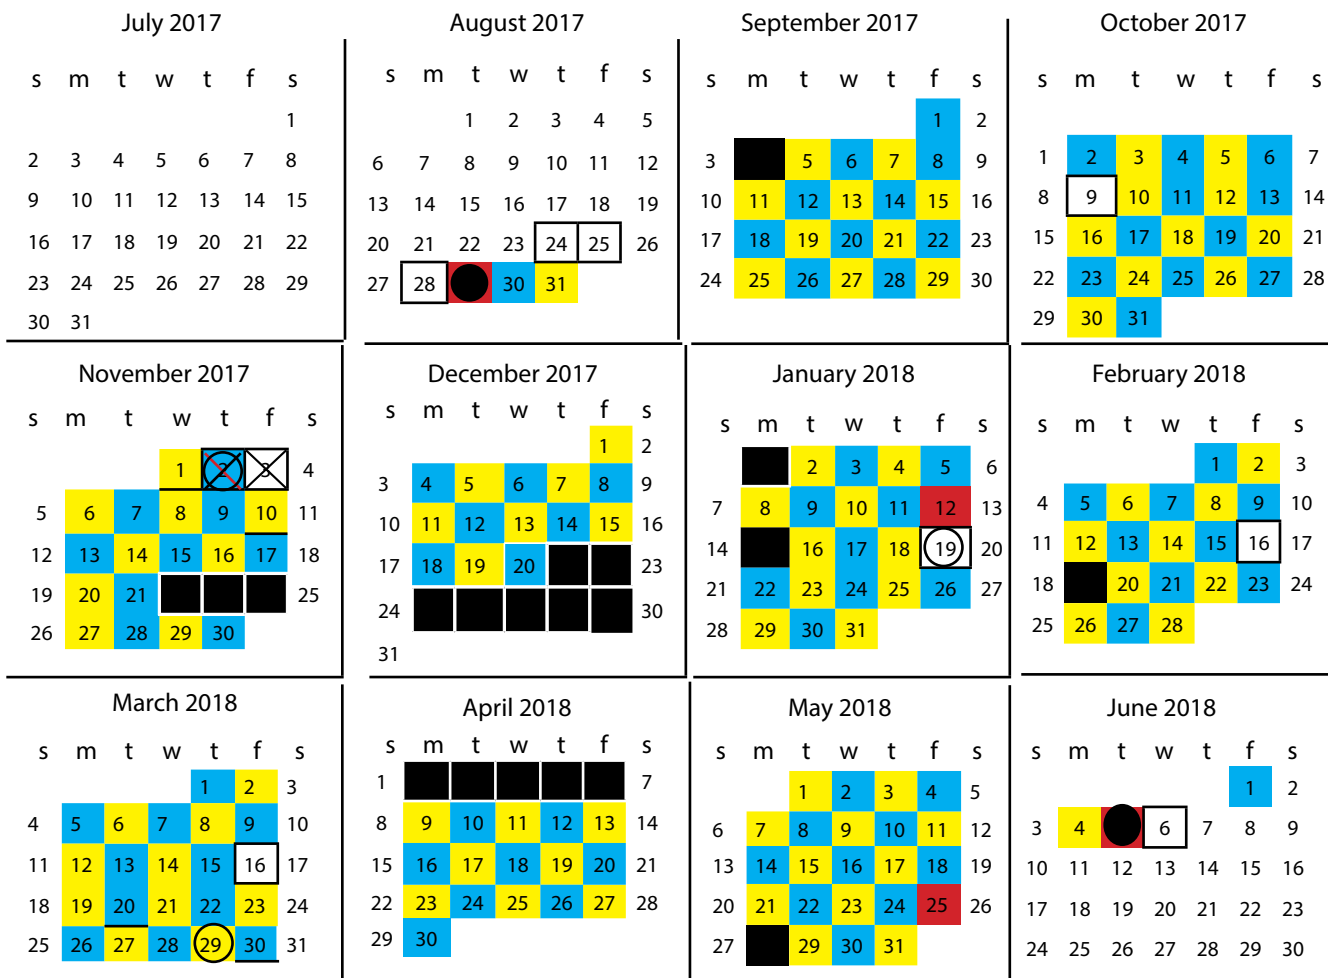 July 2017
s m t w t f s
1
2 3 4 5 6 7 8
9 10 11 12 13 14 15
16 17 18 19 20 21 22
23 24 25 26 27 28 29
30 31
August 2017
s m t w t f s
1 2 3 4 5
6 7 8 9 10 11 12
13 14 15 16 17 18 19
20 21 22 23 24 25 26
27 28 30 31
September 2017
s m t w t f s
1 2
3 5 6 7 8 9
10 11 12 13 14 15 16
17 18 19 20 21 22 23
24 25 26 27 28 29 30
October 2017
s m t w t f s
1 2 3 4 5 6 7
8 9 10 11 12 13 14
15 16 17 18 19 20 21
22 23 24 25 26 27 28
29 30 31
November 2017
s m t w t f s
1 2 3 4
5 6 7 8 9 10 11
12 13 14 15 16 17 18
19 20 21 25
26 27 28 29 30
December 2017
s m t w t f s
1 2
3 4 5 6 7 8 9
10 11 12 13 14 15 16
17 18 19 20 23
24 30
31
January 2018
s m t w t f s
2 3 4 5 6
7 8 9 10 11 12 13
14 16 17 18 19 20
21 22 23 24 25 26 27
28 29 30 31
February 2018
s m t w t f s
1 2 3
4 5 6 7 8 9 10
11 12 13 14 15 16 17
18 20 21 22 23 24
25 26 27 28
March 2018
s m t w t f s
1 2 3
4 5 6 7 8 9 10
11 12 13 14 15 16 17
18 19 20 21 22 23 24
25 26 27 28 29 30 31
April 2018
s m t w t f s
1 7
8 9 10 11 12 13 14
15 16 17 18 19 20 21
22 23 24 25 26 27 28
29 30
May 2018
s m t w t f s
1 2 3 4 5
6 7 8 9 10 11 12
13 14 15 16 17 18 19
20 21 22 23 24 25 26
27 29 30 31
June 2018
s m t w t f s
1 2
3 4 6 7 8 9
10 11 12 13 14 15 16
17 18 19 20 21 22 23
24 25 26 27 28 29 30